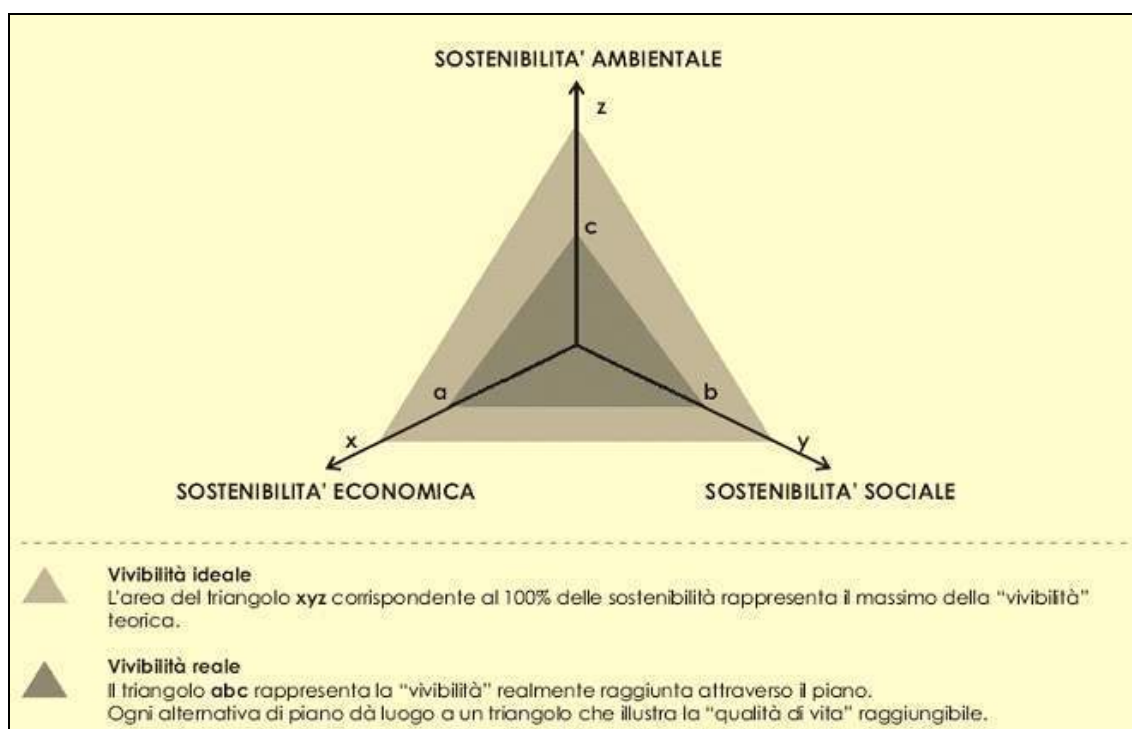 SOSTENIBILITA' AMBIENTALE
z
c
a
b
x
y
SOSTENIBILITA' ECONOMICA
SOSTENIBILITA' SOCIALE
Vivibilità ideale
L'area del triangolo xyz corrispondente al 100% delle sostenibilità rappresenta il massimo della “vivibilità”
teorica.
Vivibilità reale
Il triangolo abc rappresenta la “vivibilità” realmente raggiunta attraverso il piano.
Ogni alternativa di piano dà luogo a un triangolo che illustra la “qualità di vita” raggiungibile.